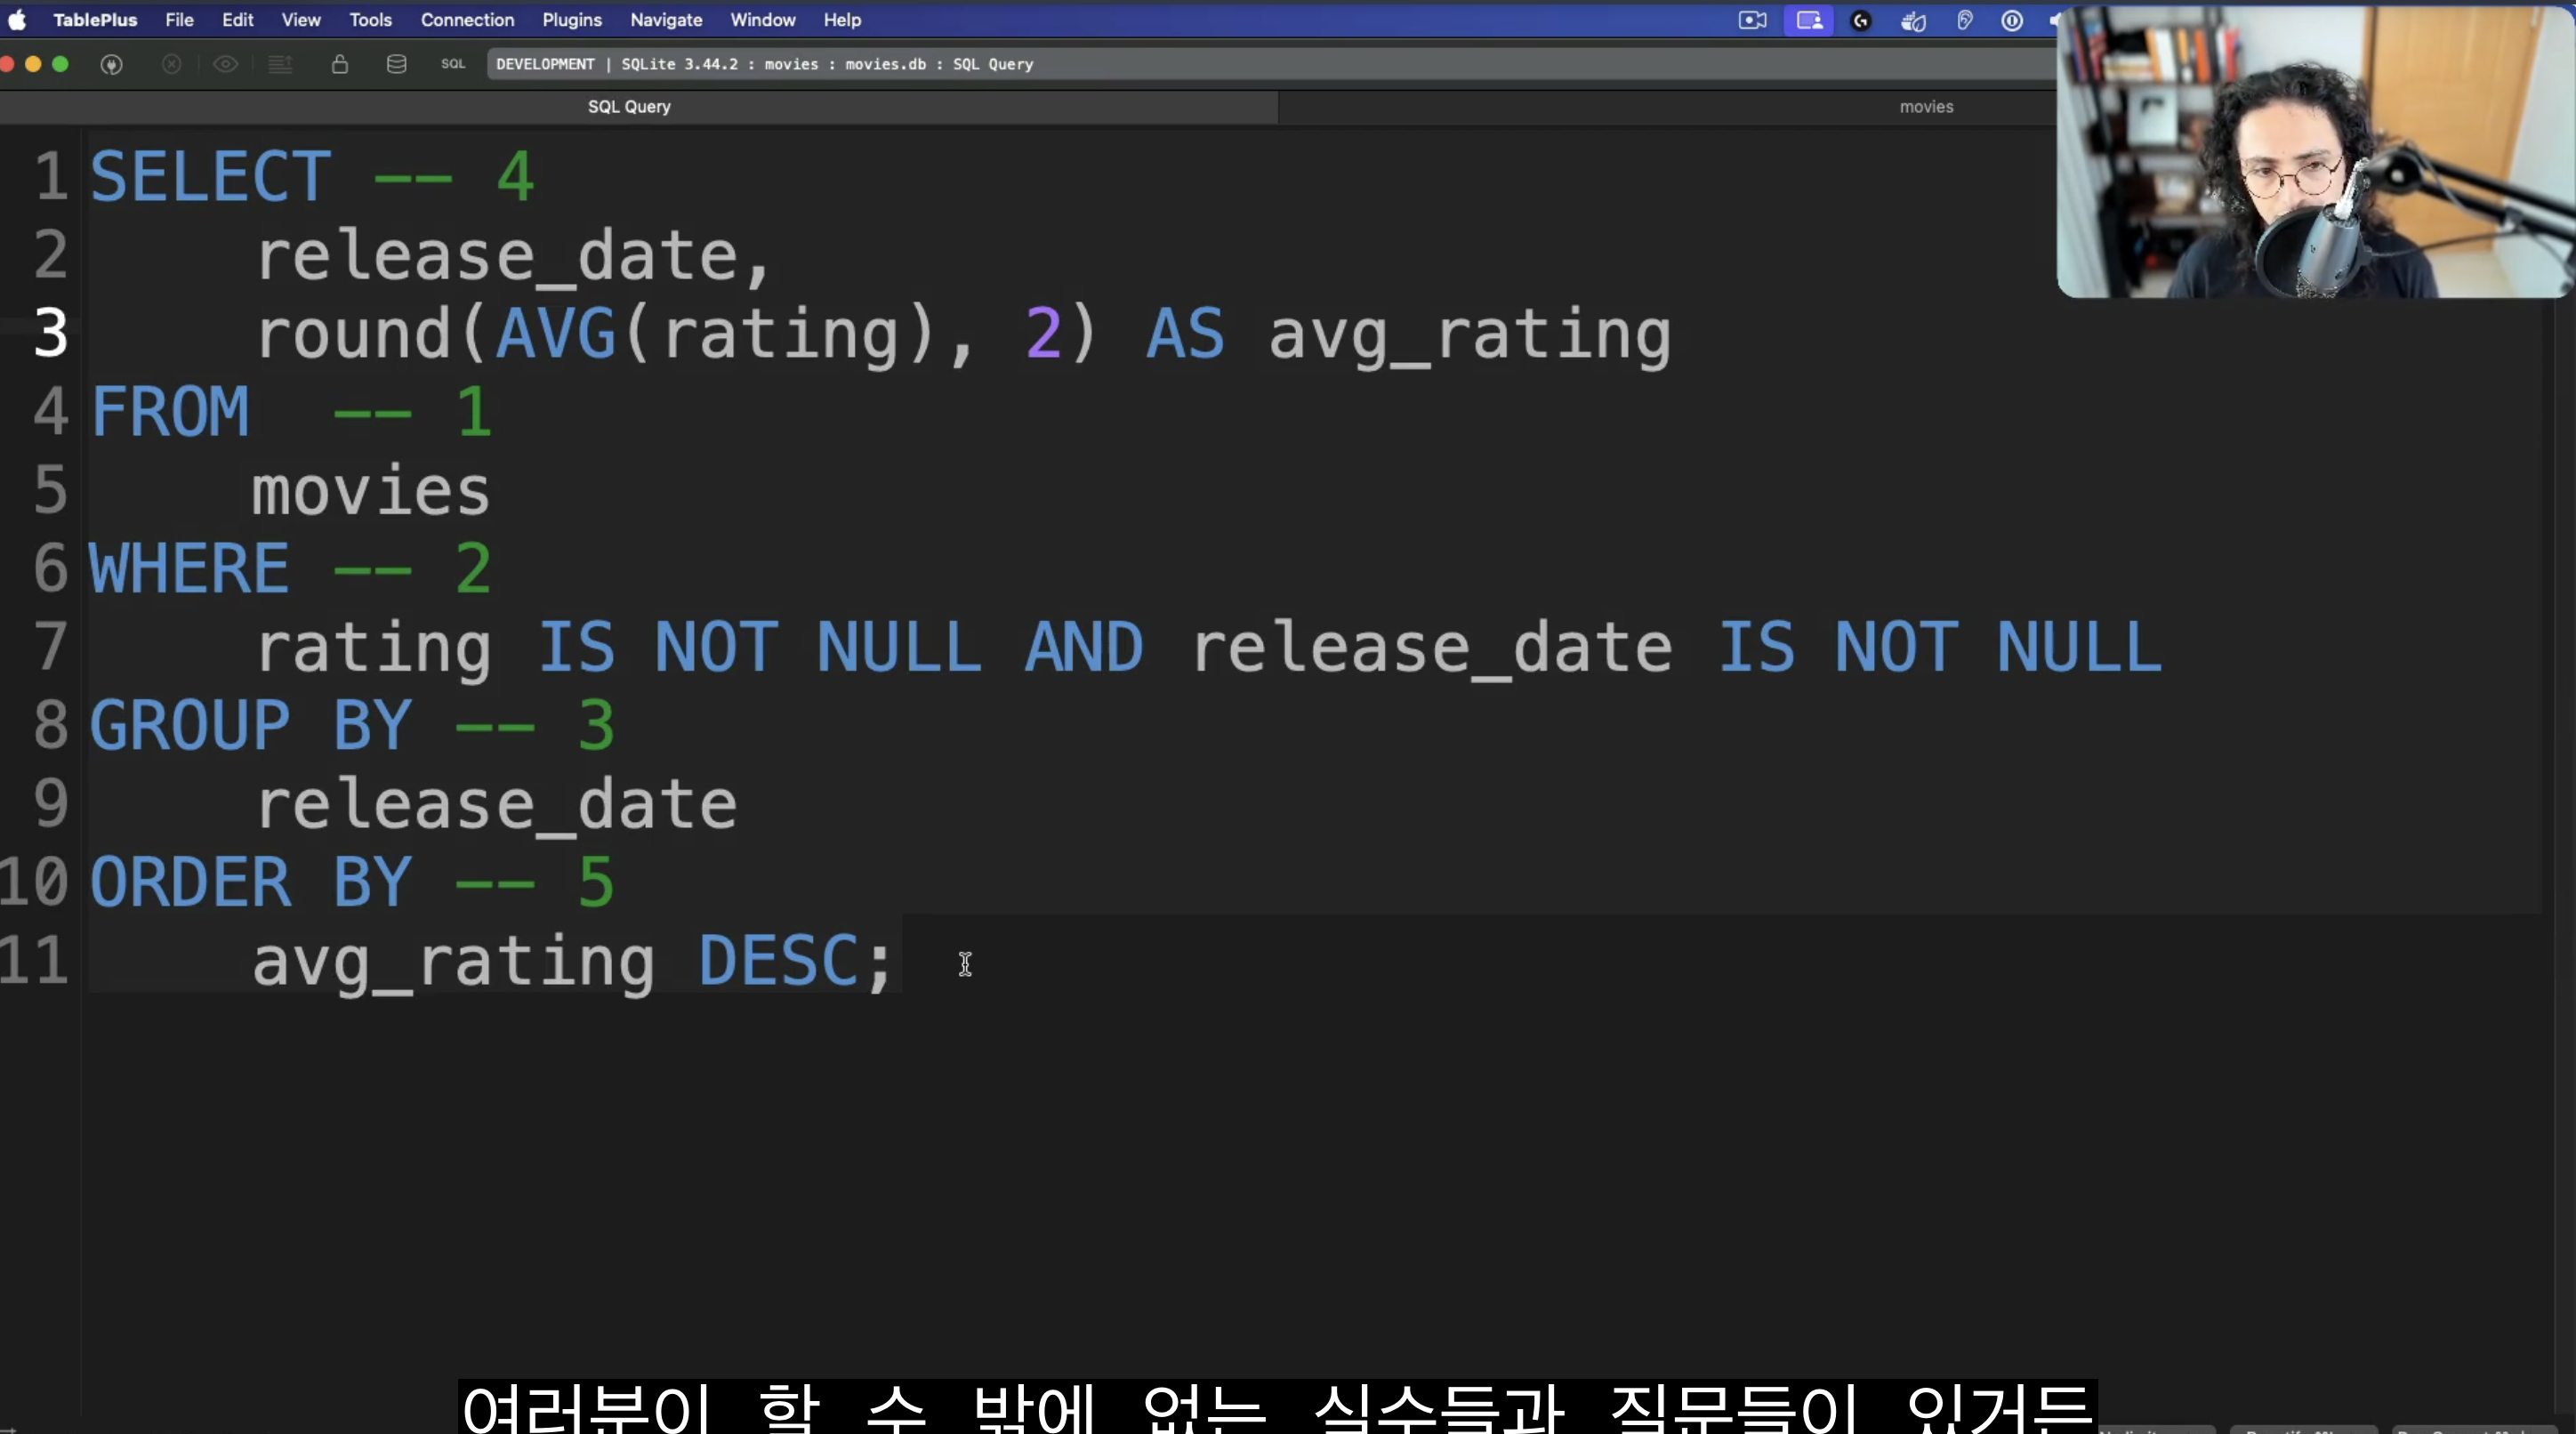 TablePlus File Edit View Tools Connection Plugins Navigate Window Help
SQL DEVELOPMENT | SQLite 3.44.2 : movies : movies.db : SQL Query
SQL Query movies
1 SELECT -- 4
2 release_date,
3 round(AVG(rating), 2) AS avg_rating
4 FROM -- 1
5 movies
6 WHERE -- 2
7 rating IS NOT NULL AND release_date IS NOT NULL
8 GROUP BY -- 3
9 release_date
10 ORDER BY -- 5
11 avg_rating DESC;
여러분이 할 수 밖에 없는 실수들과 질문들이 있거든